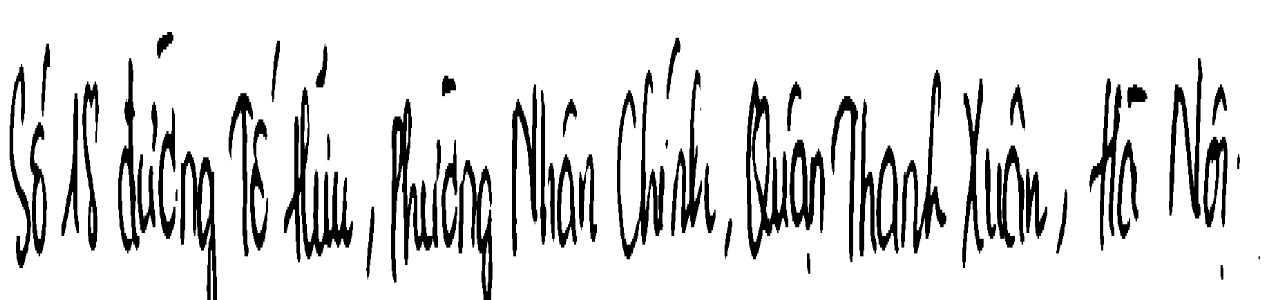 Số 18 đường Tố Hữu, Phường Nhân Chính, Quận Thanh Xuân, Hà Nội